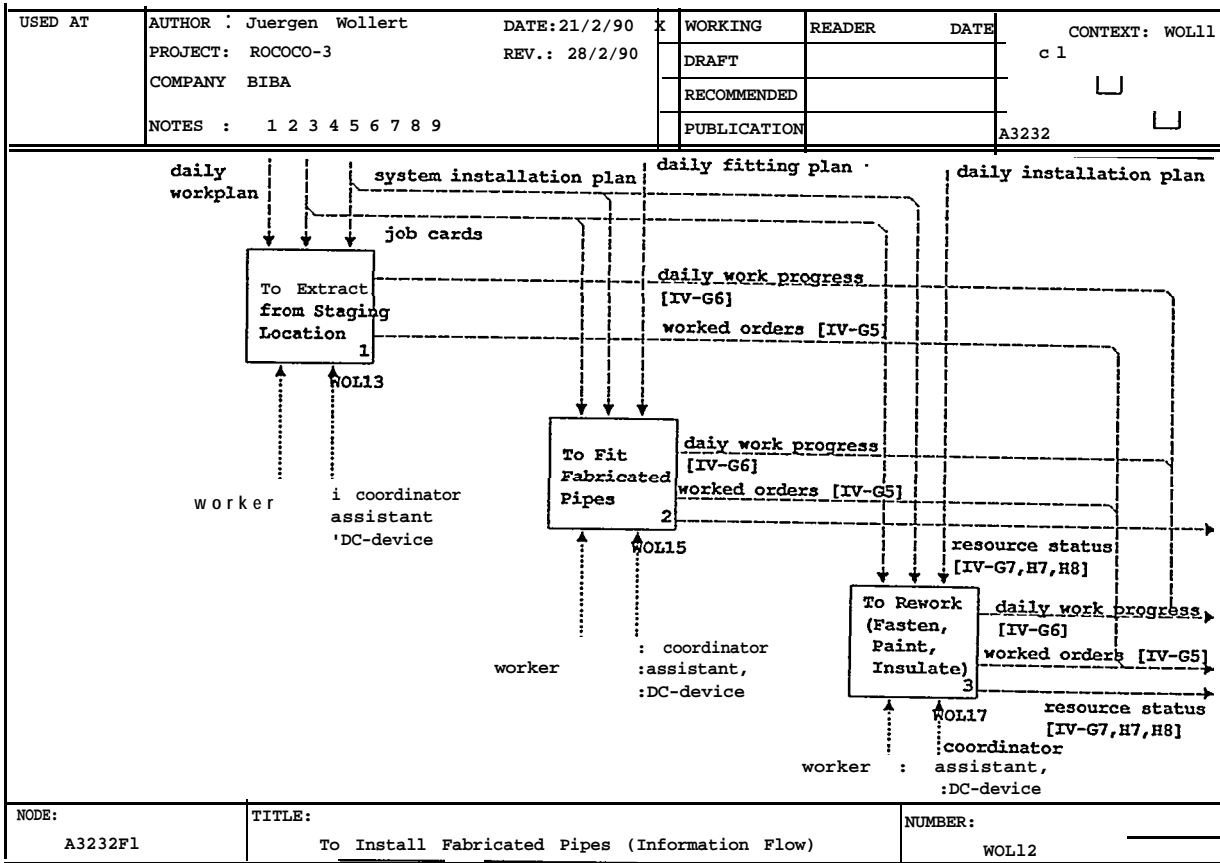 USED AT
AUTHOR : Juergen Wollert
DATE:21/2/90
X
WORKING
READER
DATE
CONTEXT: WOL11
PROJECT: ROCOCO-3
REV.: 28/2/90
DRAFT
c1
COMPANY BIBA
RECOMMENDED
NOTES : 1 2 3 4 5 6 7 8 9
PUBLICATION
A3232
daily
workplan
system installation plan
daily fitting plan
daily installation plan
job cards
To Extract
from Staging
Location
1
WOL13
daily work progress
[IV-G6]
worked orders [IV-G5]
worker
i coordinator
assistant
'DC-device
To Fit
Fabricated
Pipes
2
WOL15
daiy work progress
[IV-G6]
worked orders [IV-G5]
resource status
[IV-G7,H7,H8]
worker
: coordinator
:assistant,
:DC-device
To Rework
(Fasten,
Paint,
Insulate)
3
WOL17
daily work progress
[IV-G6]
worked orders [IV-G5]
resource status
[IV-G7,H7,H8]
worker :
coordinator
assistant,
:DC-device
NODE:
A3232F1
TITLE:
To Install Fabricated Pipes (Information Flow)
NUMBER:
WOL12